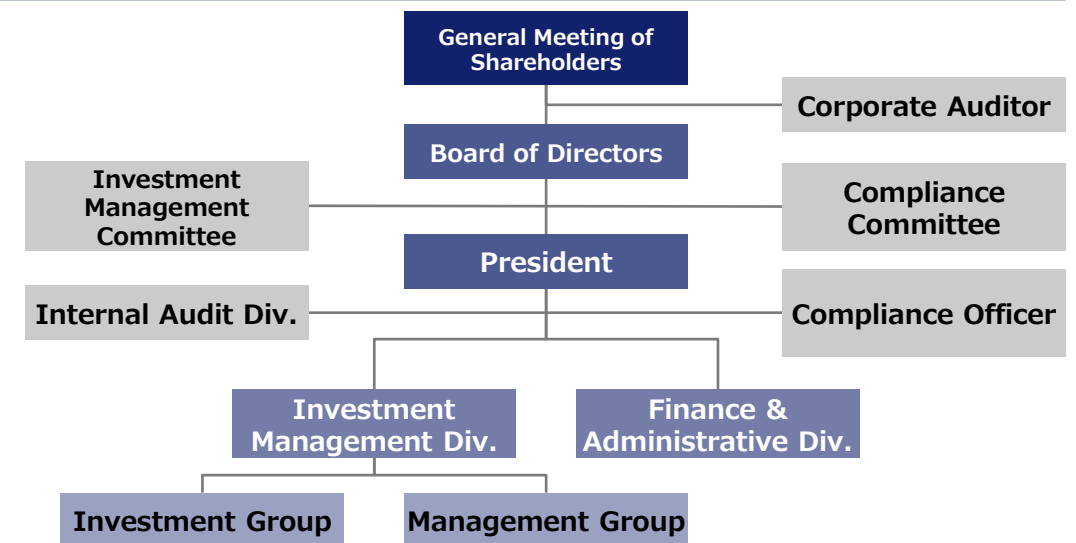 General Meeting of
Shareholders
Corporate Auditor
Board of Directors
Investment
Management
Committee
Compliance
Committee
President
Internal Audit Div.
Compliance Officer
Investment
Management Div.
Finance &
Administrative Div.
Investment Group
Management Group